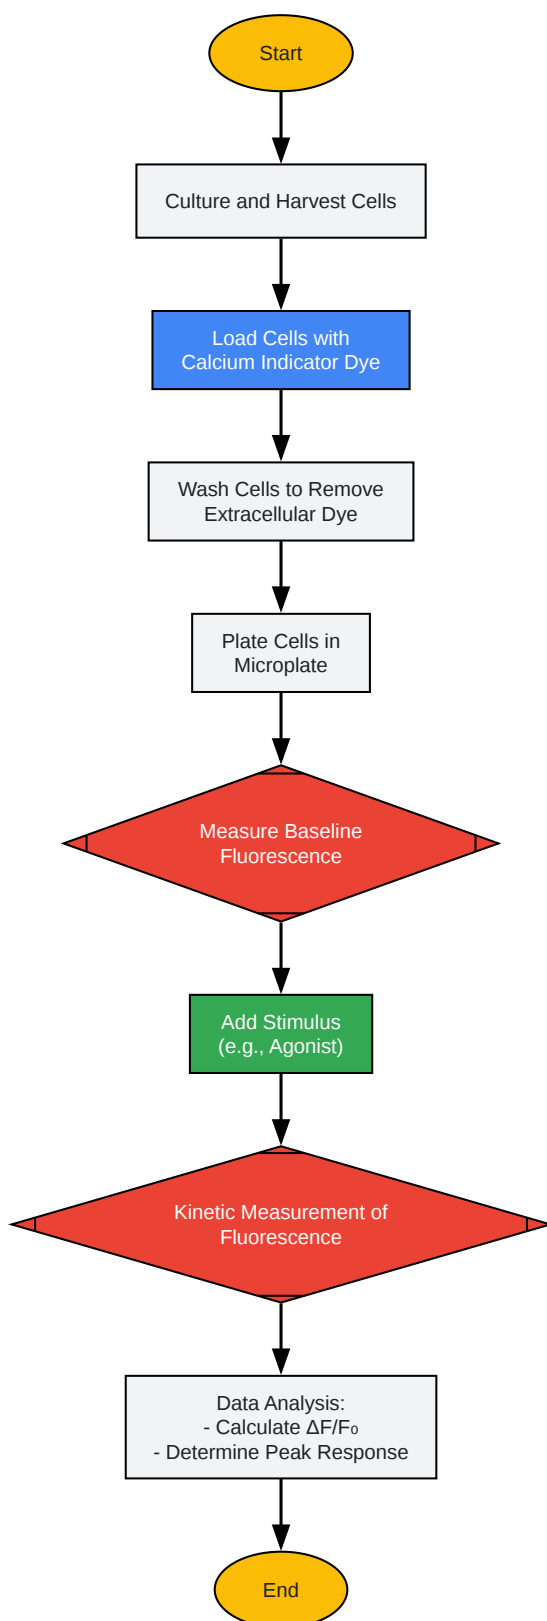 Start
Culture and Harvest Cells
Load Cells with
Calcium Indicator Dye
Wash Cells to Remove
Extracellular Dye
Plate Cells in
Microplate
Measure Baseline
Fluorescence
Add Stimulus
(e.g., Agonist)
Kinetic Measurement of
Fluorescence
Data Analysis:
- Calculate ΔF/F₀
- Determine Peak Response
End